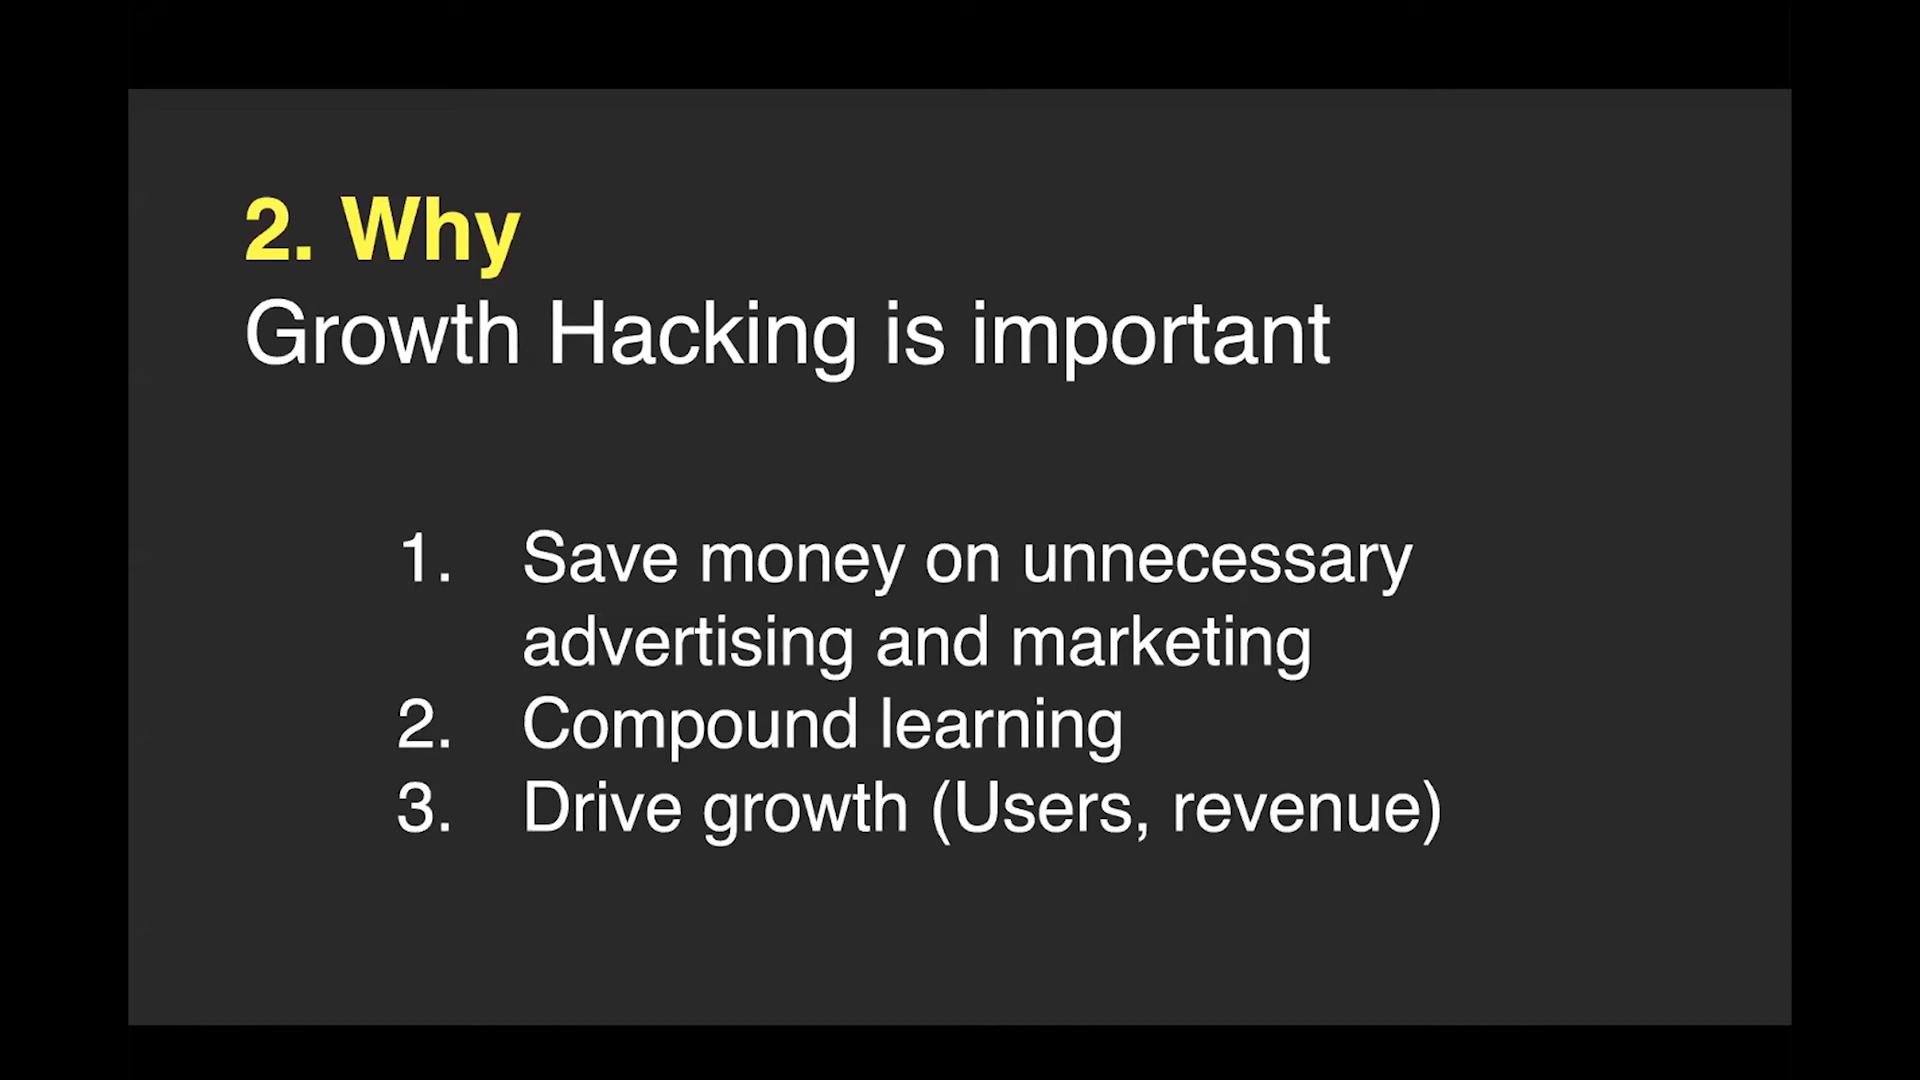 2. Why
Growth Hacking is important
1. Save money on unnecessary
advertising and marketing
2. Compound learning
3. Drive growth (Users, revenue)